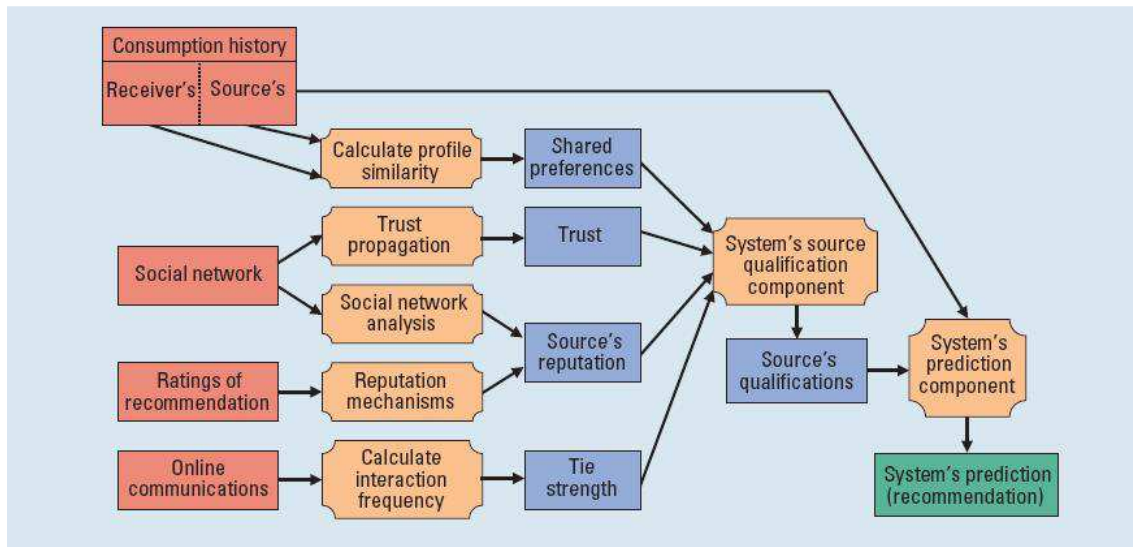 Consumption history
Receiver's
Source's
Calculate profile
similarity
Shared
preferences
Trust
propagation
Trust
System's source
qualification
component
Social network
Social network
analysis
Source's
reputation
System's
prediction
component
Source's
qualifications
Ratings of
recommendation
Reputation
mechanisms
Online
communications
Calculate
interaction
frequency
Tie
strength
System's prediction
(recommendation)